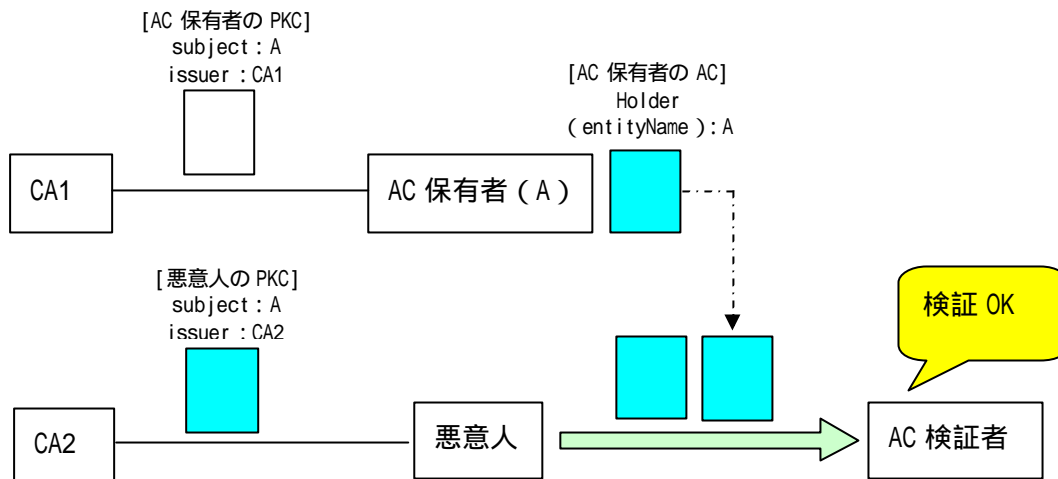 [AC 保有者の PKC]
subject : A
issuer : CA1
[AC 保有者の AC]
Holder
( entityName ) : A
CA1
AC 保有者 ( A )
[悪意人の PKC]
subject : A
issuer : CA2
検証 OK
CA2
悪意人
AC 検証者